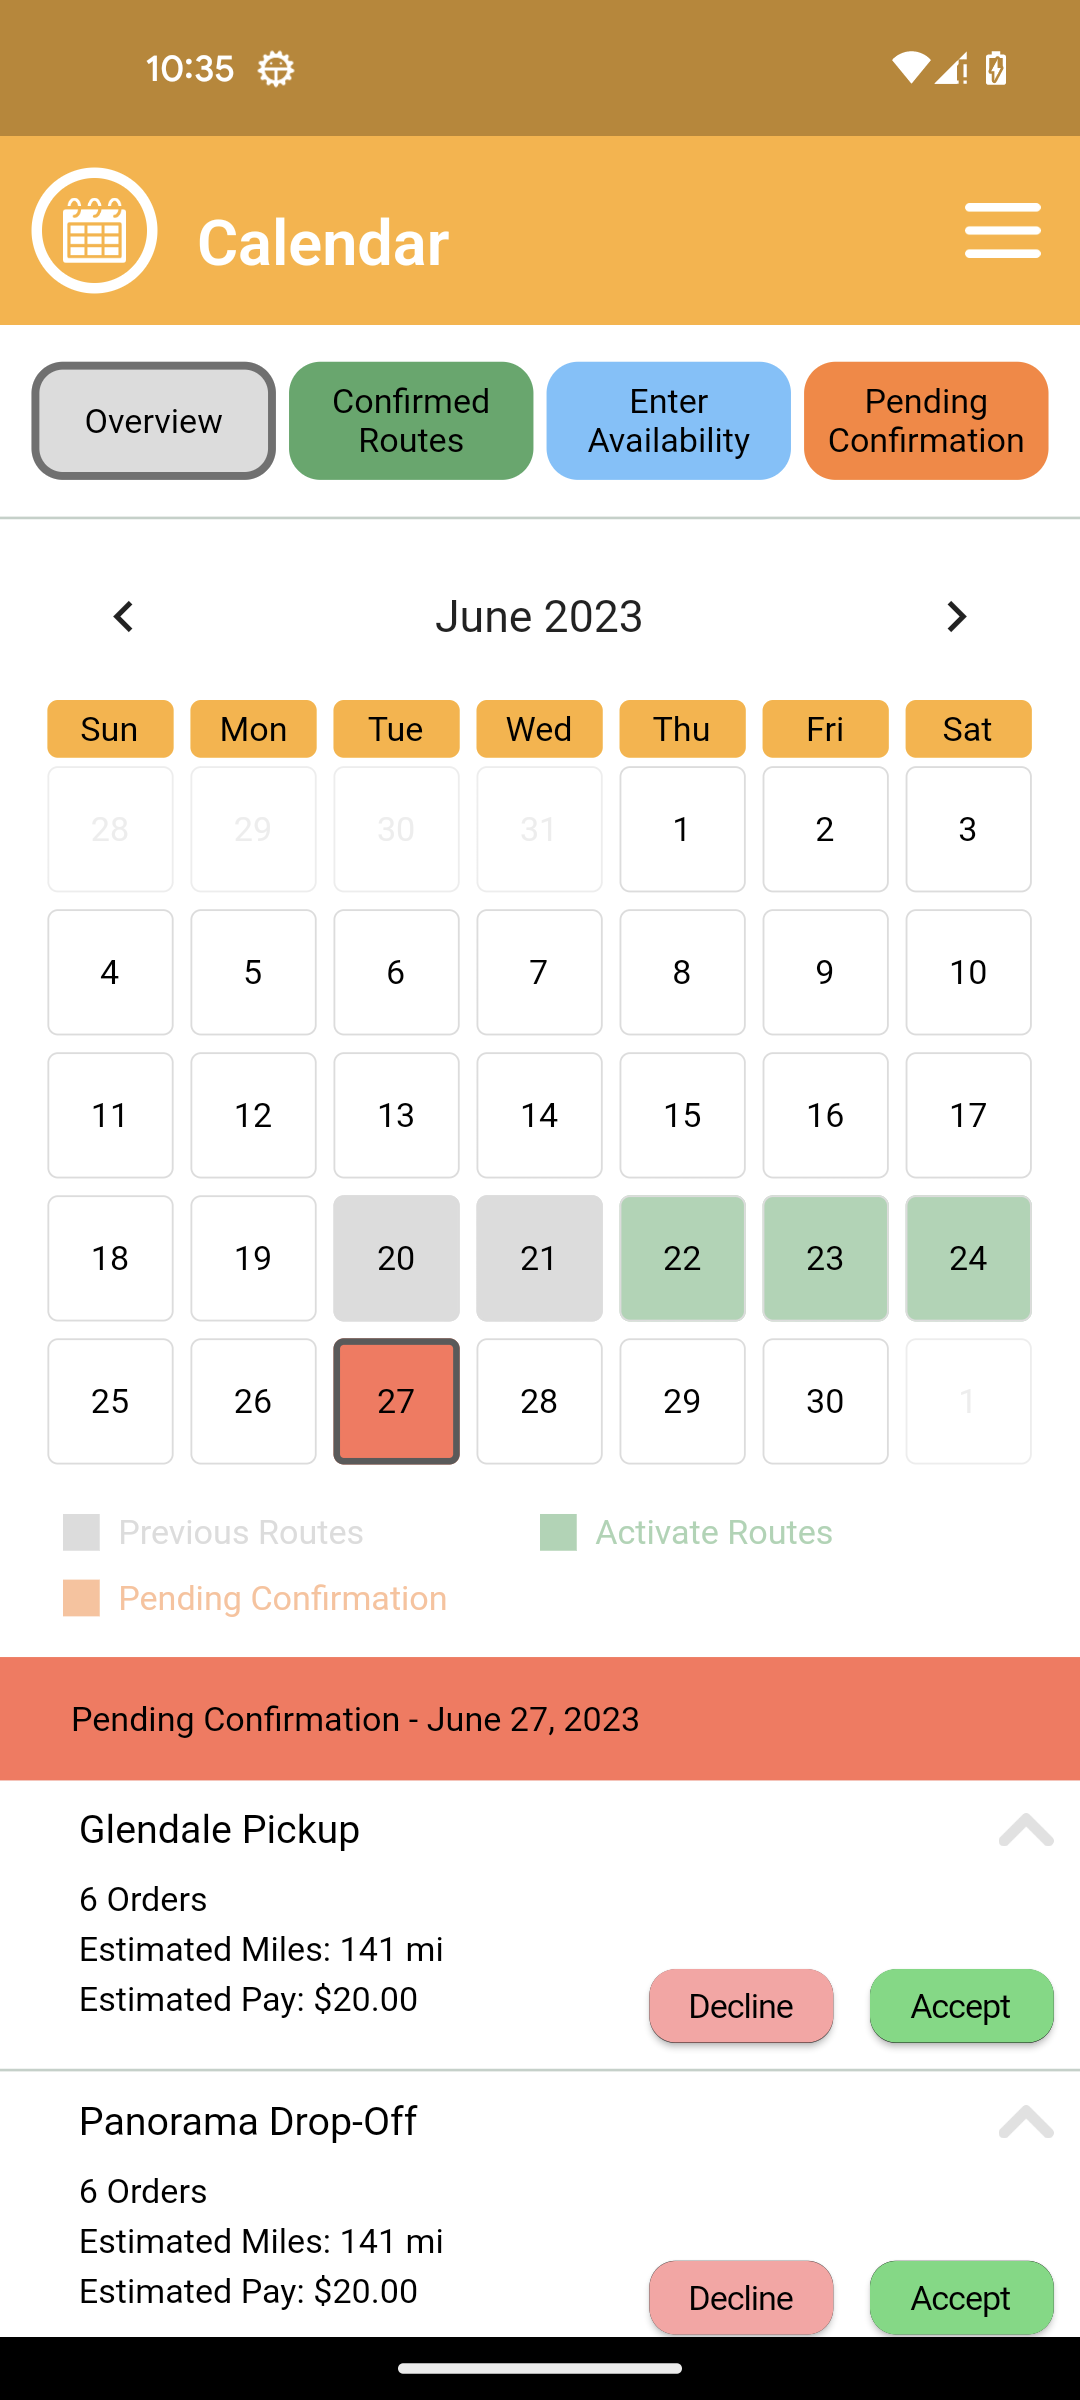 10:35
Calendar
Overview
Confirmed
Routes
Enter
Availability
Pending
Confirmation
June 2023
Sun Mon Tue Wed Thu Fri Sat
28 29 30 31 1 2 3
4 5 6 7 8 9 10
11 12 13 14 15 16 17
18 19 20 21 22 23 24
25 26 27 28 29 30 1
Previous Routes Activate Routes
Pending Confirmation
Pending Confirmation - June 27, 2023
Glendale Pickup
6 Orders
Estimated Miles: 141 mi
Estimated Pay: $20.00
Decline Accept
Panorama Drop-Off
6 Orders
Estimated Miles: 141 mi
Estimated Pay: $20.00
Decline Accept